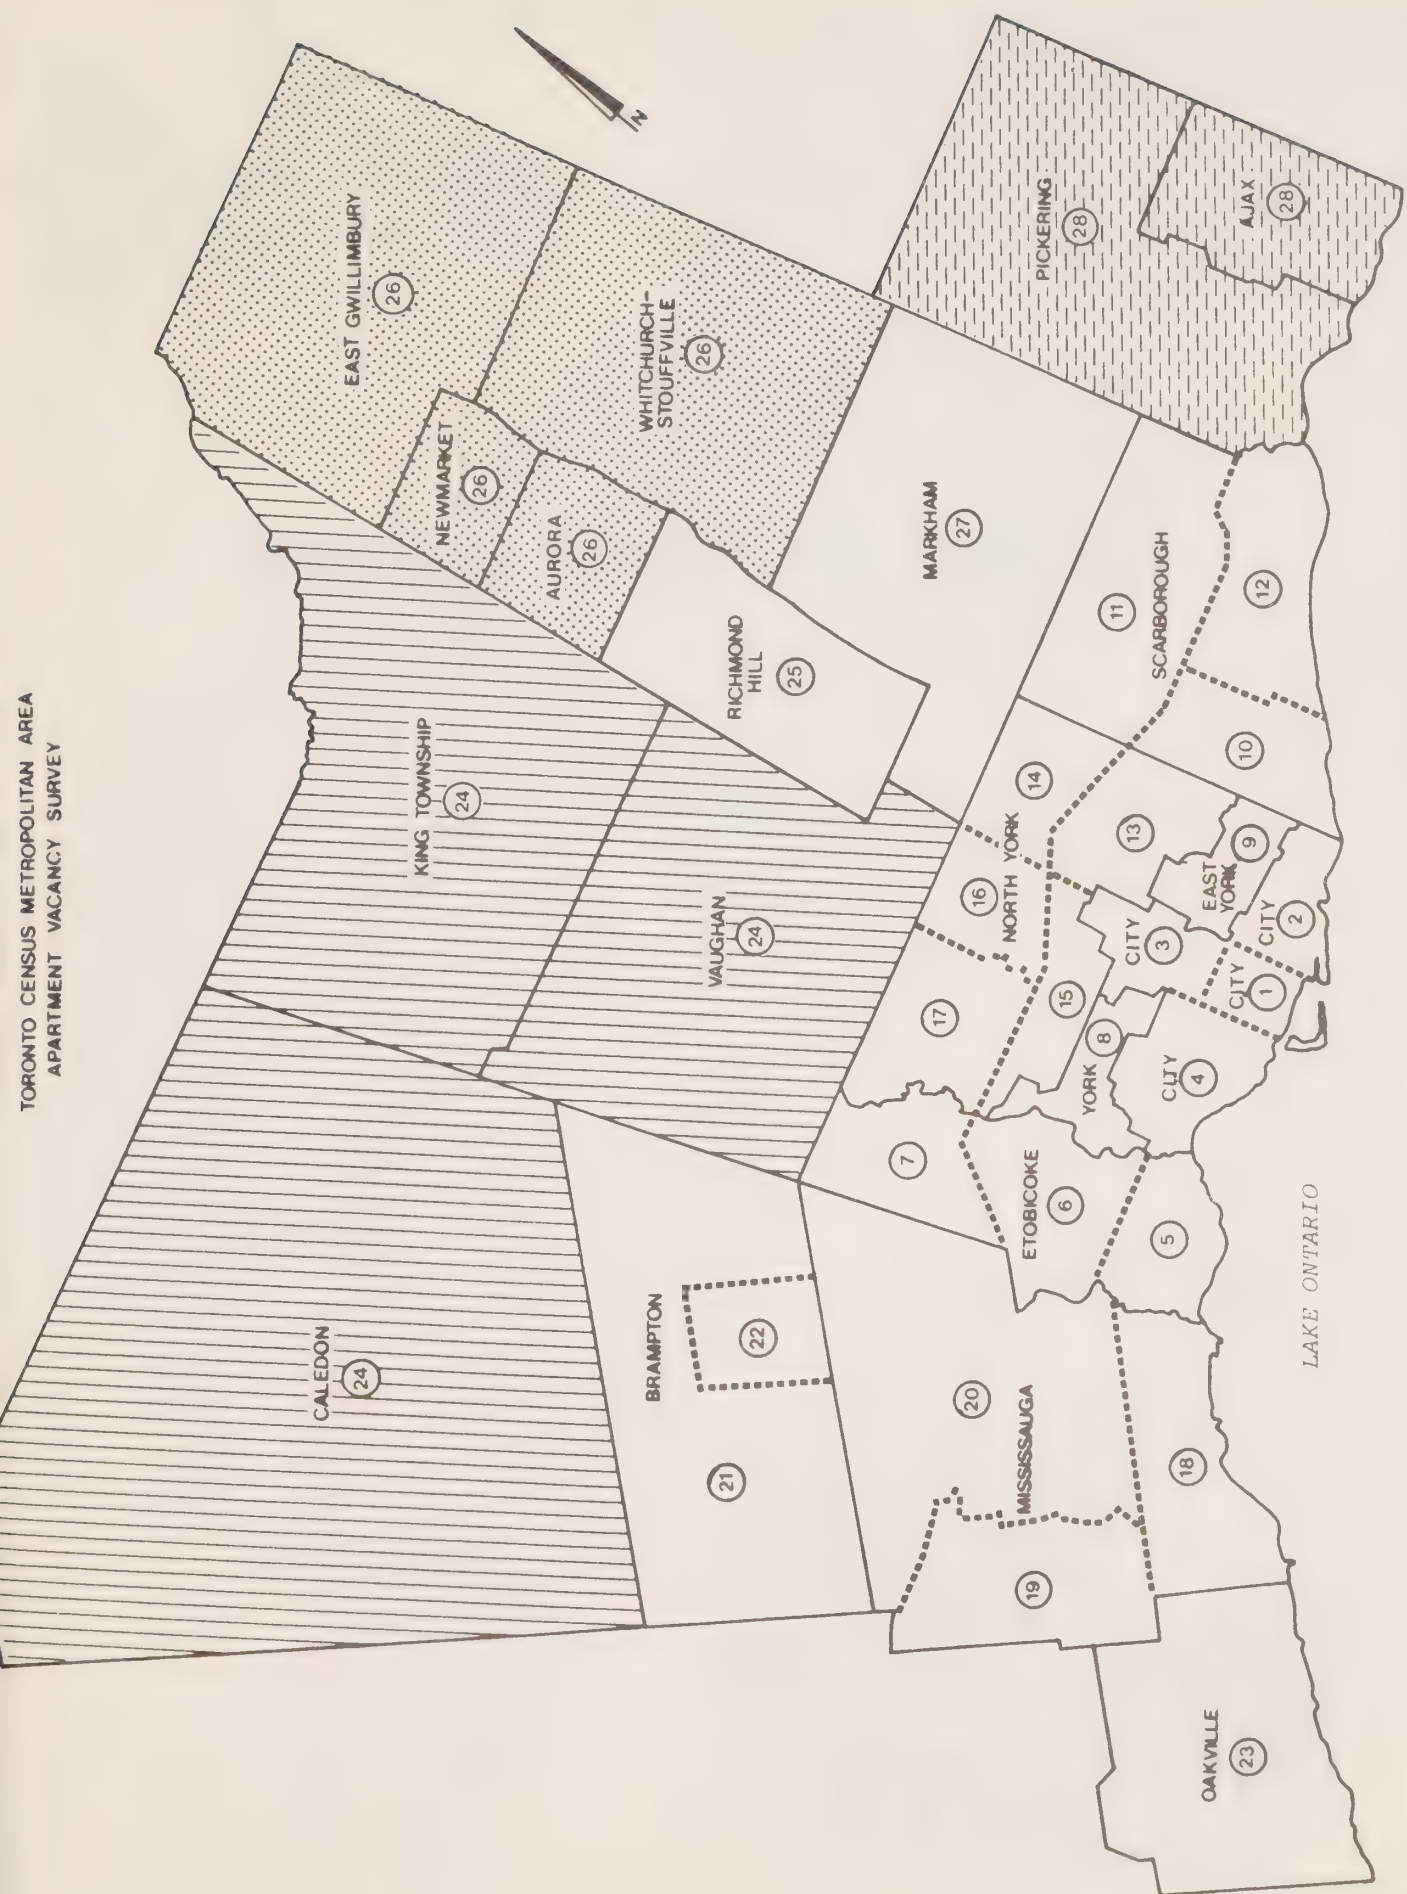 TORONTO CENSUS METROPOLITAN AREA
APARTMENT VACANCY SURVEY
N
EAST GWILLIMBURY
26
NEWMARKET
26
AURORA
26
WHITCHURCH-
STOUFFVILLE
26
PICKERING
28
AJAX
28
KING TOWNSHIP
24
VAUGHAN
24
CALEDON
24
RICHMOND
HILL
25
MARKHAM
27
SCARBOROUGH
11
12
10
NORTH YORK
14
13
16
15
17
EAST
YORK
9
CITY
3
CITY
2
CITY
1
CITY
4
YORK
8
ETOBICOKE
7
6
5
BRAMPTON
22
21
MISSISSAUGA
20
19
18
OAKVILLE
23
LAKE ONTARIO